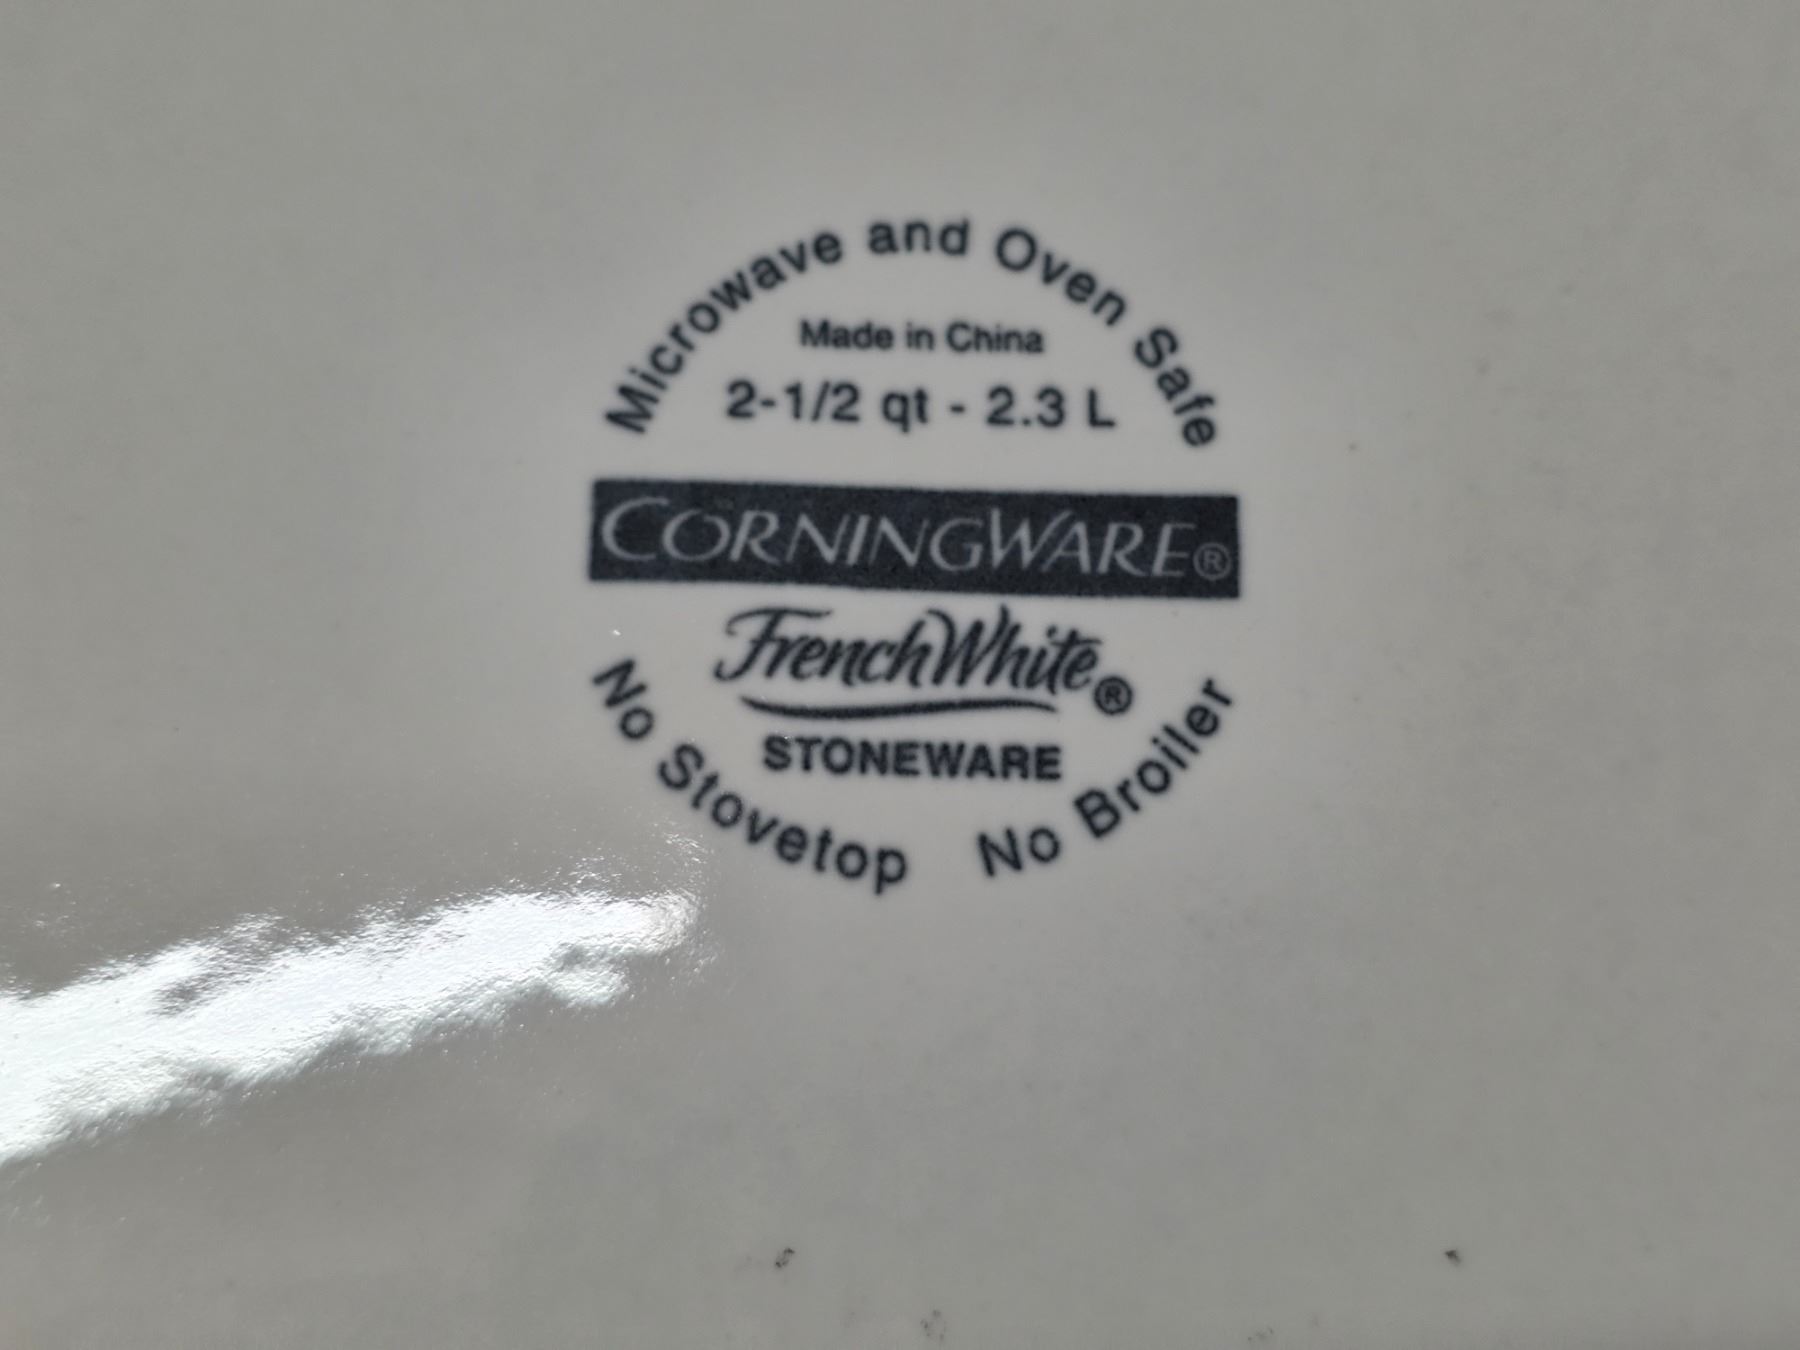 Microwave and Oven Safe
Made in China
2-1/2 qt - 2.3 L
CORNINGWARE®
French White®
STONEWARE
No Stovetop No Broiler